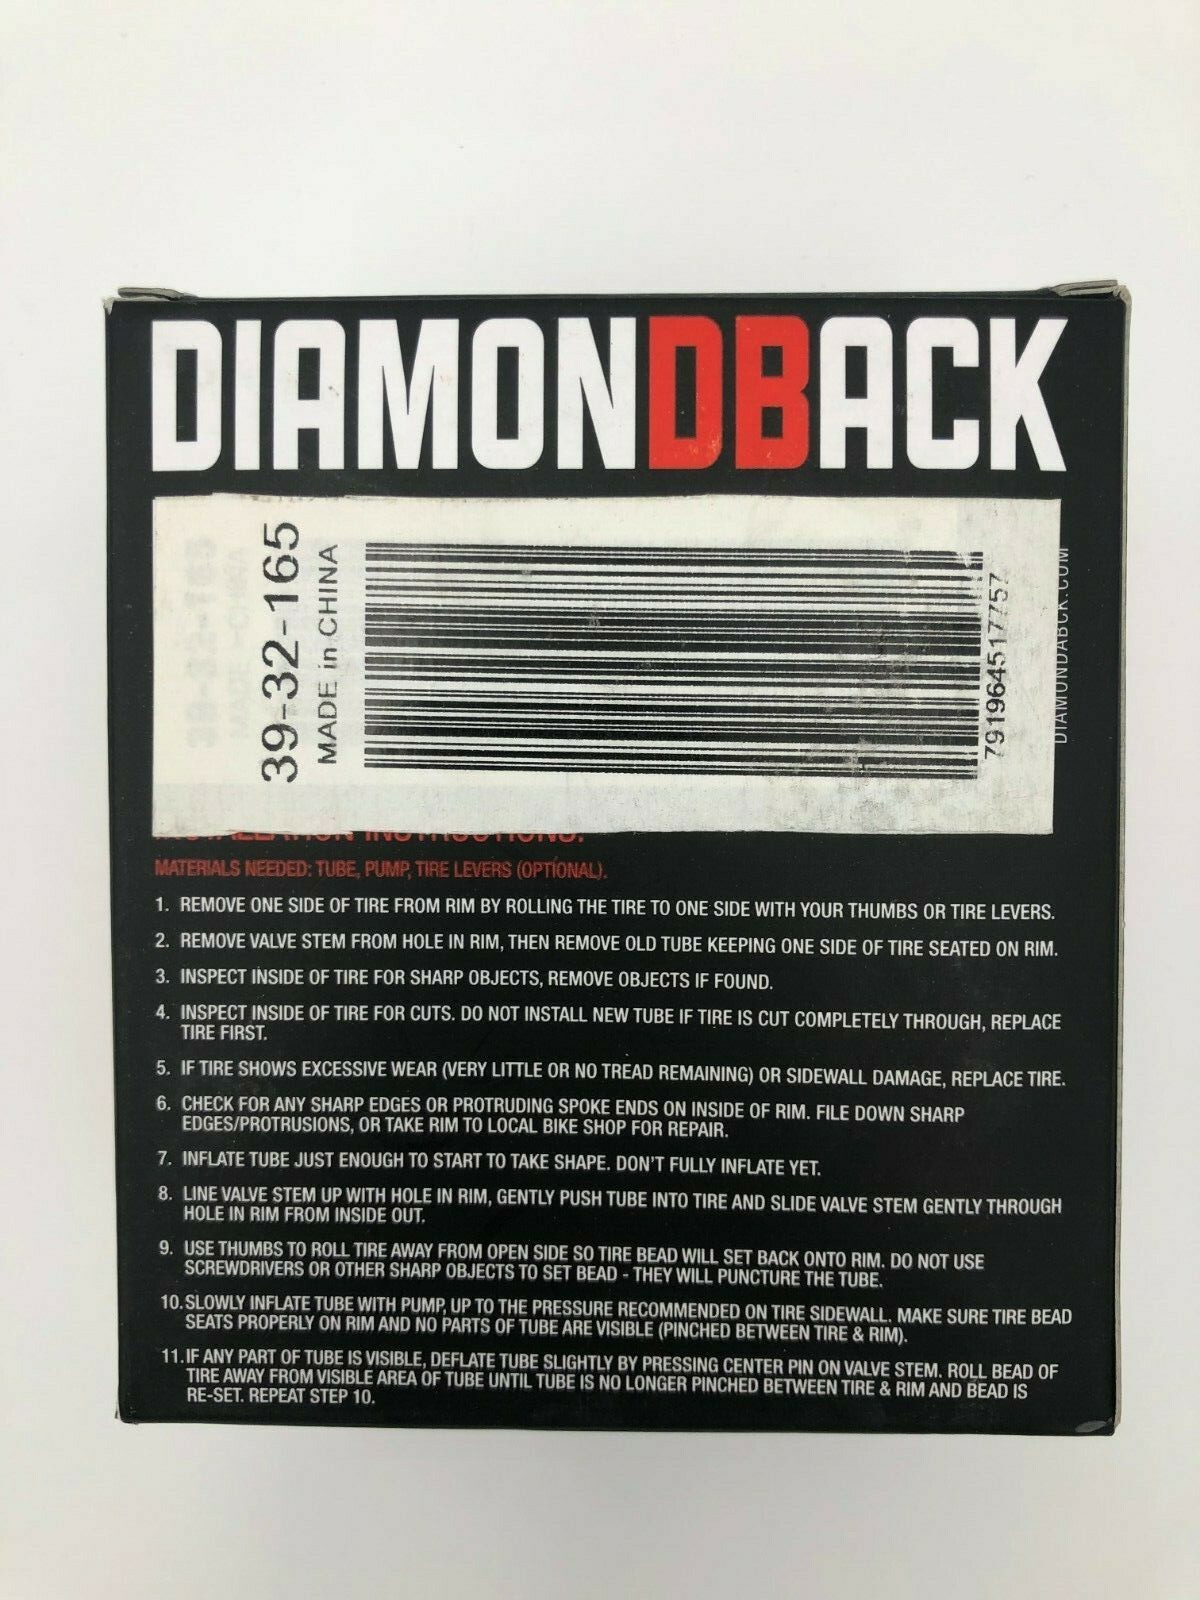 DIAMONDBACK
39-32-165
MADE in CHINA
791964517757
DIAMONDABCK.COM
INSTALLATION INSTRUCTIONS:
MATERIALS NEEDED: TUBE, PUMP, TIRE LEVERS (OPTIONAL).
1. REMOVE ONE SIDE OF TIRE FROM RIM BY ROLLING THE TIRE TO ONE SIDE WITH YOUR THUMBS OR TIRE LEVERS.
2. REMOVE VALVE STEM FROM HOLE IN RIM, THEN REMOVE OLD TUBE KEEPING ONE SIDE OF TIRE SEATED ON RIM.
3. INSPECT INSIDE OF TIRE FOR SHARP OBJECTS, REMOVE OBJECTS IF FOUND.
4. INSPECT INSIDE OF TIRE FOR CUTS. DO NOT INSTALL NEW TUBE IF TIRE IS CUT COMPLETELY THROUGH, REPLACE
TIRE FIRST.
5. IF TIRE SHOWS EXCESSIVE WEAR (VERY LITTLE OR NO TREAD REMAINING) OR SIDEWALL DAMAGE, REPLACE TIRE.
6. CHECK FOR ANY SHARP EDGES OR PROTRUDING SPOKE ENDS ON INSIDE OF RIM. FILE DOWN SHARP
EDGES/PROTRUSIONS, OR TAKE RIM TO LOCAL BIKE SHOP FOR REPAIR.
7. INFLATE TUBE JUST ENOUGH TO START TO TAKE SHAPE. DON'T FULLY INFLATE YET.
8. LINE VALVE STEM UP WITH HOLE IN RIM, GENTLY PUSH TUBE INTO TIRE AND SLIDE VALVE STEM GENTLY THROUGH
HOLE IN RIM FROM INSIDE OUT.
9. USE THUMBS TO ROLL TIRE AWAY FROM OPEN SIDE SO TIRE BEAD WILL SET BACK ONTO RIM. DO NOT USE
SCREWDRIVERS OR OTHER SHARP OBJECTS TO SET BEAD - THEY WILL PUNCTURE THE TUBE.
10. SLOWLY INFLATE TUBE WITH PUMP, UP TO THE PRESSURE RECOMMENDED ON TIRE SIDEWALL. MAKE SURE TIRE BEAD
SEATS PROPERLY ON RIM AND NO PARTS OF TUBE ARE VISIBLE (PINCHED BETWEEN TIRE & RIM).
11. IF ANY PART OF TUBE IS VISIBLE, DEFLATE TUBE SLIGHTLY BY PRESSING CENTER PIN ON VALVE STEM. ROLL BEAD OF
TIRE AWAY FROM VISIBLE AREA OF TUBE UNTIL TUBE IS NO LONGER PINCHED BETWEEN TIRE & RIM AND BEAD IS
RE-SET. REPEAT STEP 10.